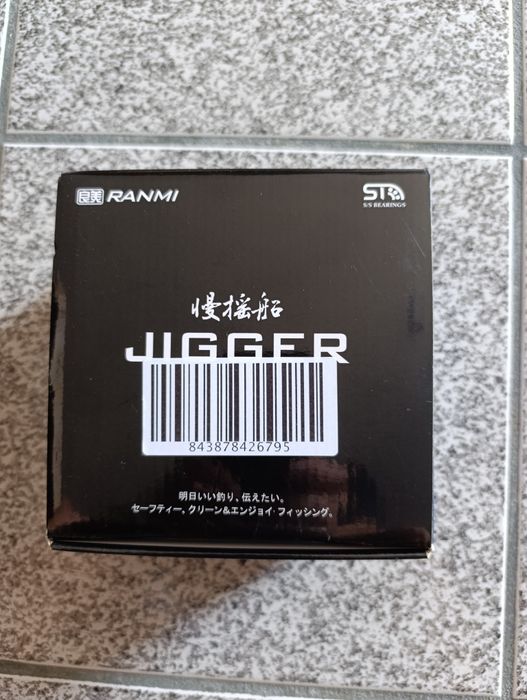 良美 RANMI
ST
S/S BEARINGS
慢摇船
JIGGER
843878426795
明日いい釣り、伝えたい。
セーフティー、クリーン&エンジョイ・フィッシング。